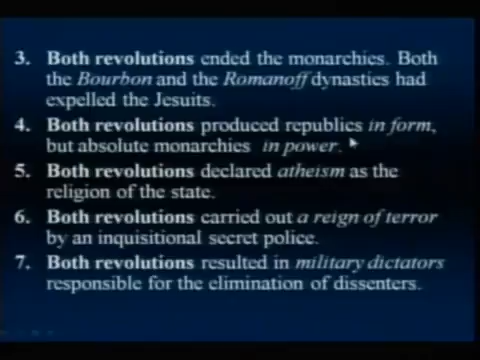 3. Both revolutions ended the monarchies. Both
the Bourbon and the Romanoff dynasties had
expelled the Jesuits.
4. Both revolutions produced republics in form,
but absolute monarchies in power.
5. Both revolutions declared atheism as the
religion of the state.
6. Both revolutions carried out a reign of terror
by an inquisitional secret police.
7. Both revolutions resulted in military dictators
responsible for the elimination of dissenters.